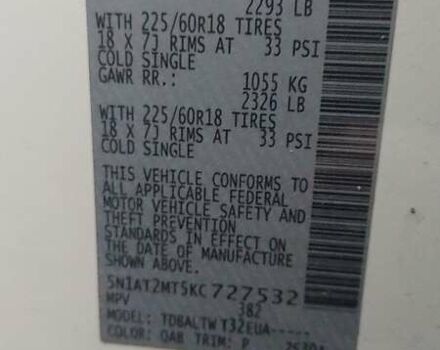 2293 LB
WITH 225/60R18 TIRES
18 X 7J RIMS AT 33 PSI
COLD SINGLE
GAWR RR.: 1055 KG
2326 LB
WITH 225/60R18 TIRES
18 X 7J RIMS AT 33 PSI
COLD SINGLE
THIS VEHICLE CONFORMS TO
ALL APPLICABLE FEDERAL
MOTOR VEHICLE SAFETY AND
THEFT PREVENTION
STANDARDS IN EFFECT ON
THE DATE OF MANUFACTURE
5N1AT2MT5KC727532
MPV 382
MODEL: TDBALTWT32EUA-----
COLOR: QAB TRIM: P